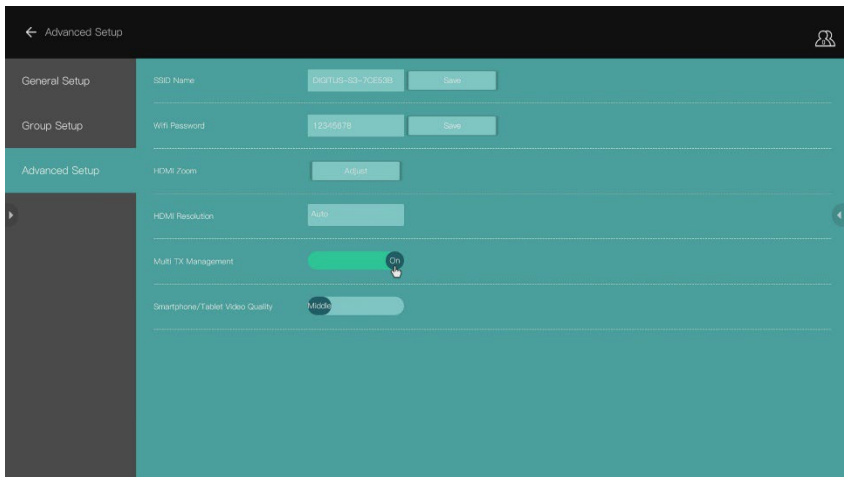 Advanced Setup
General Setup
SSID Name DIGITUS-S3-7CE53B Save
Group Setup
Wifi Password 12345678 Save
Advanced Setup
HDMI Zoom Adjust
HDMI Resolution Auto
Multi TX Management On
Smartphone/Tablet Video Quality Middle